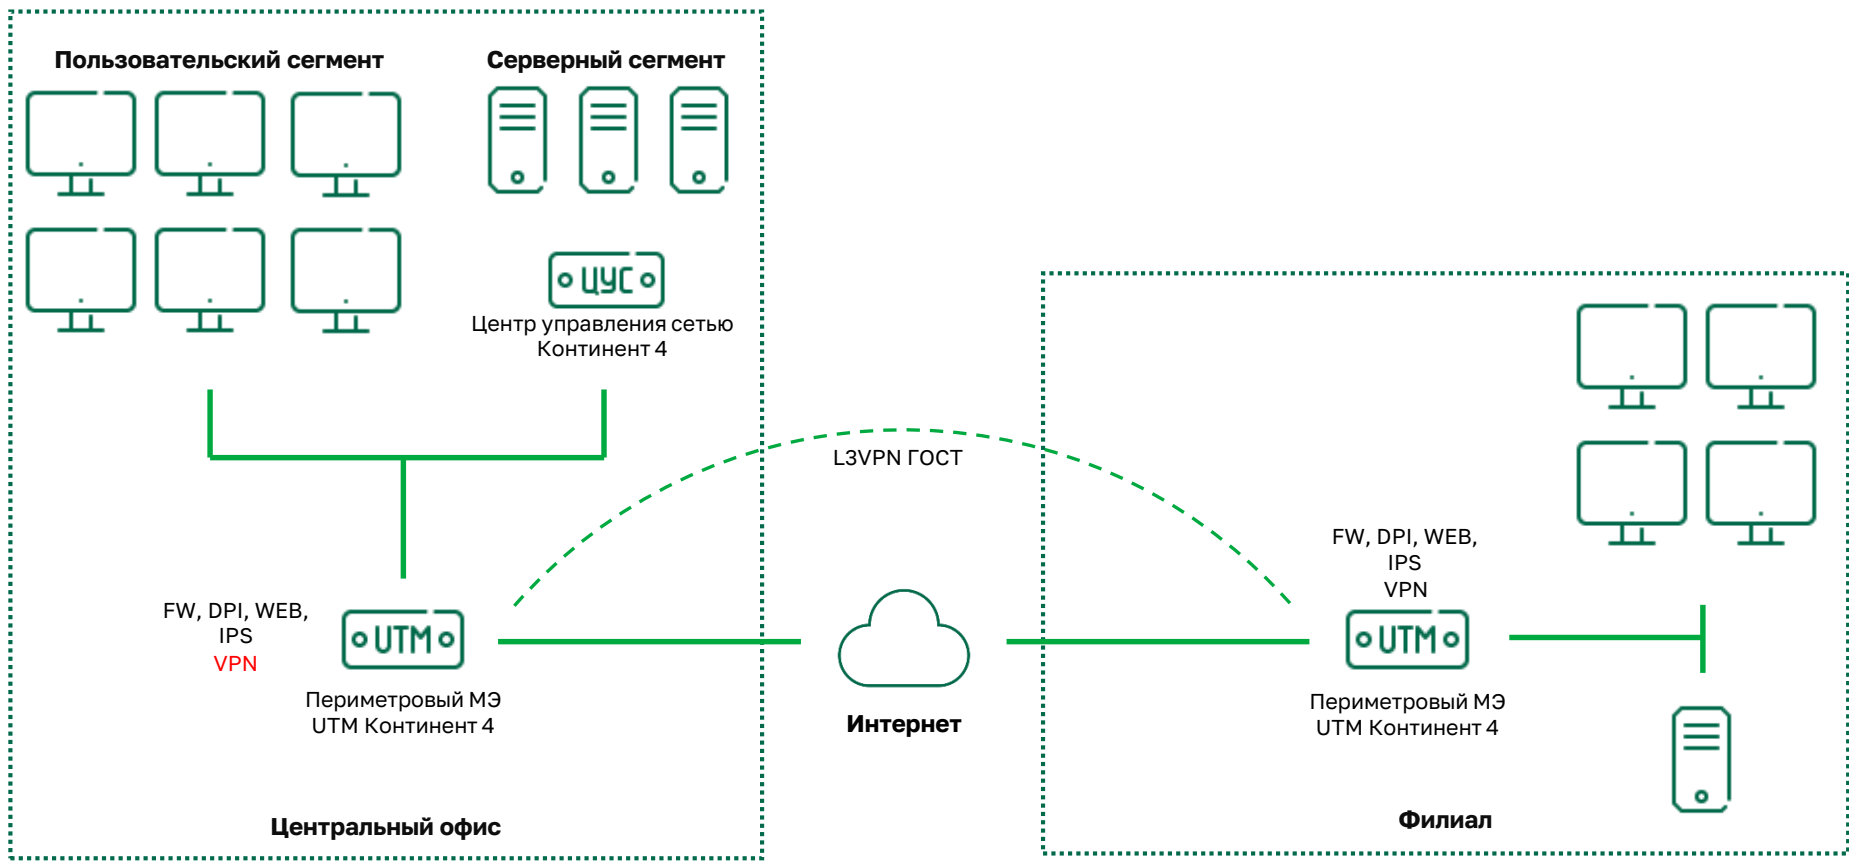 Пользовательский сегмент
Серверный сегмент
ЦУС
Центр управления сетью
Континент 4
L3VPN ГОСТ
FW, DPI, WEB,
IPS
VPN
UTM
Периметровый МЭ
UTM Континент 4
Центральный офис
Интернет
FW, DPI, WEB,
IPS
VPN
UTM
Периметровый МЭ
UTM Континент 4
Филиал